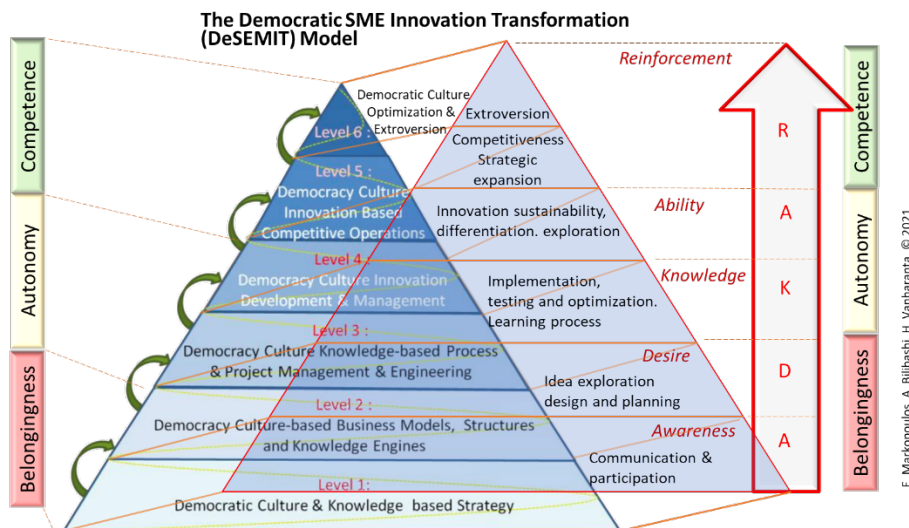 The Democratic SME Innovation Transformation
(DeSEMIT) Model
Competence
Autonomy
Belongingness
Democratic Culture
Optimization &
Extroversion
Level 6 :
Level 5 :
Democracy Culture
Innovation Based
Competitive Operations
Level 4 :
Democracy Culture Innovation
Development & Management
Level 3 :
Democracy Culture Knowledge-based Process
& Project Management & Engineering
Level 2 :
Democracy Culture-based Business Models, Structures
and Knowledge Engines
Level 1:
Democratic Culture & Knowledge based Strategy
Extroversion
Competitiveness
Strategic
expansion
Innovation sustainability,
differentiation. exploration
Implementation,
testing and optimization.
Learning process
Idea exploration
design and planning
Communication &
participation
Reinforcement
Ability
Knowledge
Desire
Awareness
R
A
K
D
A
Competence
Autonomy
Belongingness
E. Markopoulos, A. Bilibashi, H. Vanharanta, © 2021